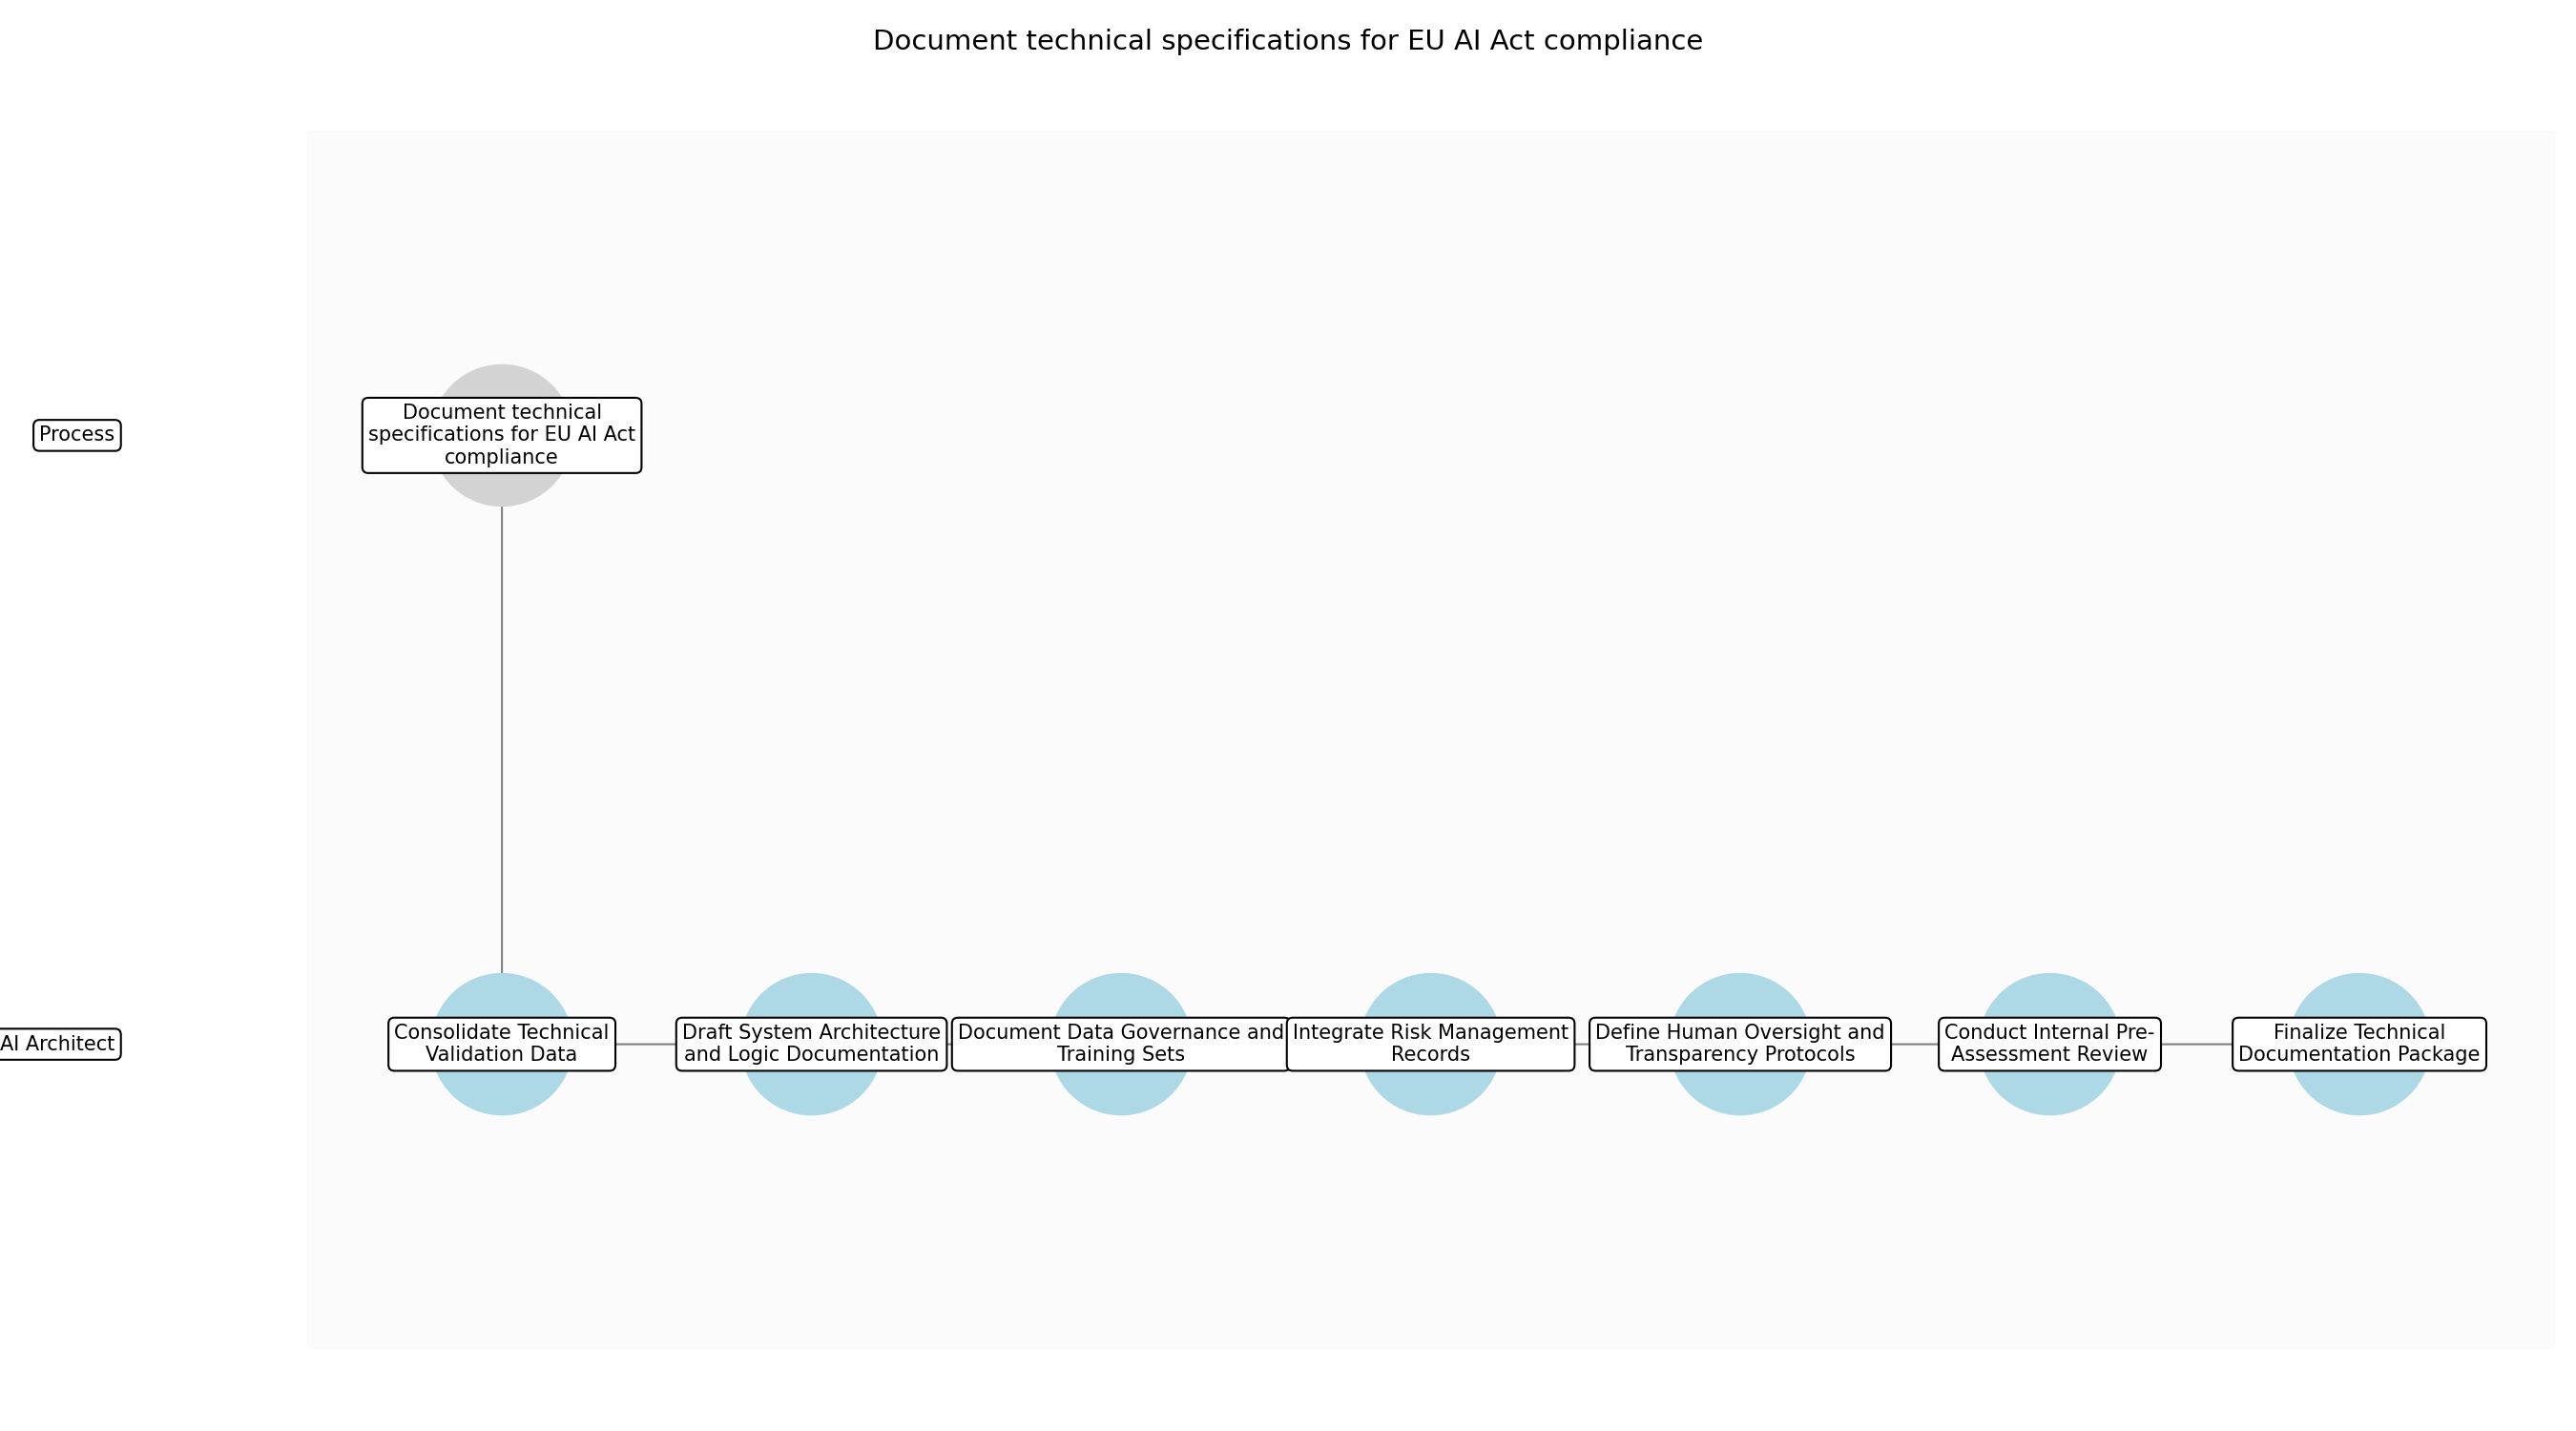 Document technical specifications for EU AI Act compliance
Process
Document technical
specifications for EU AI Act
compliance
AI Architect
Consolidate Technical
Validation Data
Draft System Architecture
and Logic Documentation
Document Data Governance and
Training Sets
Integrate Risk Management
Records
Define Human Oversight and
Transparency Protocols
Conduct Internal Pre-
Assessment Review
Finalize Technical
Documentation Package